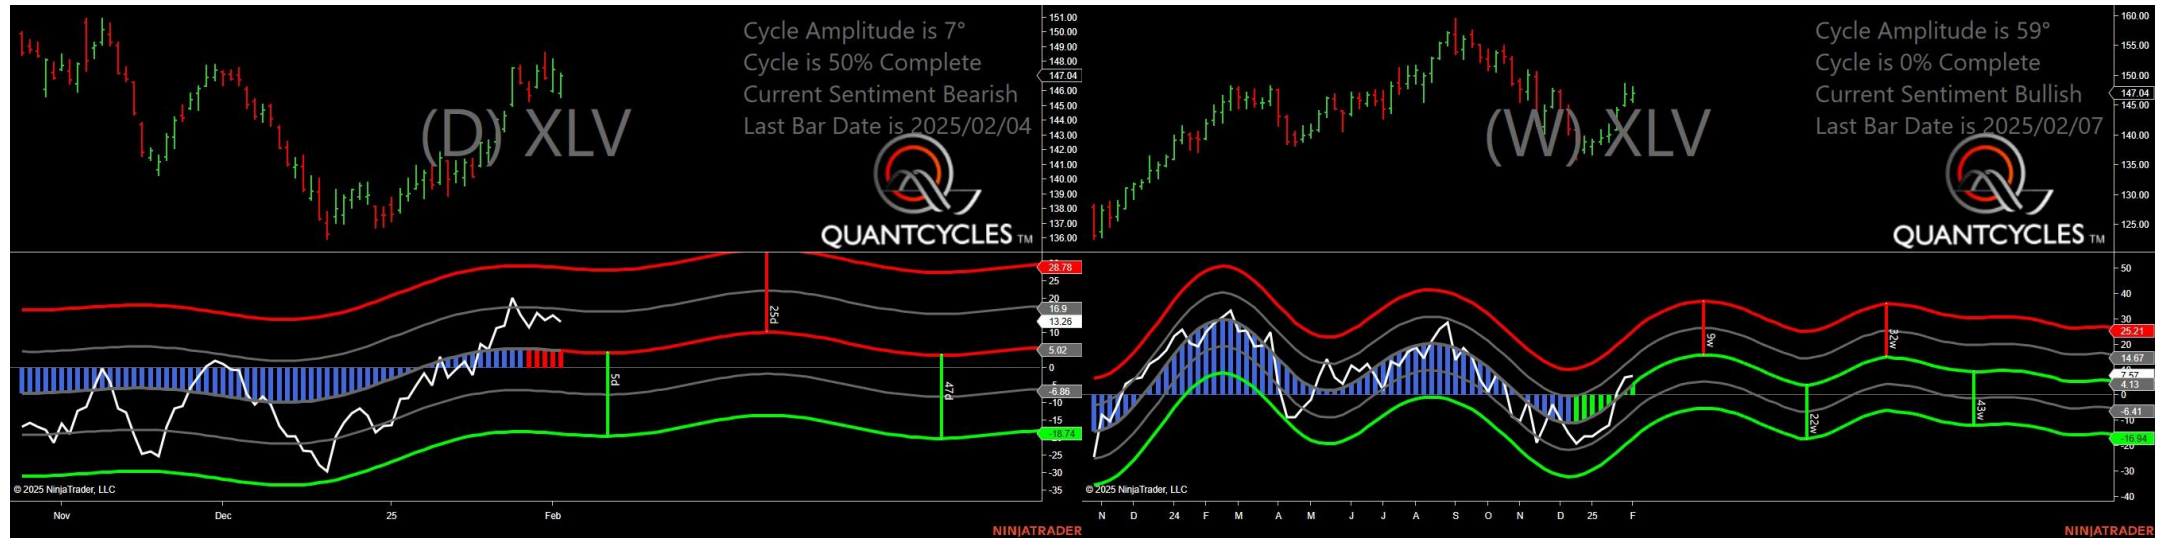 Cycle Amplitude is 7°
Cycle is 50% Complete
Current Sentiment Bearish
Last Bar Date is 2025/02/04
(D) XLV
QUANTCYCLES TM
151.00
150.00
149.00
148.00
147.04
146.00
145.00
144.00
143.00
142.00
141.00
140.00
139.00
138.00
137.00
136.00
28.78
25
20
16.9
13.26
10
5.02
0
-6.86
-10
-15
-18.74
-25
-30
-35
25d
5d
47d
© 2025 NinjaTrader, LLC
Nov Dec 25 Feb
NINJATRADER
Cycle Amplitude is 59°
Cycle is 0% Complete
Current Sentiment Bullish
Last Bar Date is 2025/02/07
(W) XLV
QUANTCYCLES TM
160.00
155.00
150.00
147.04
145.00
140.00
135.00
130.00
125.00
50
40
30
25.21
20
14.67
7.57
4.13
0
-6.41
-10
-16.94
-20
-30
-40
9w
32w
22w
43w
© 2025 NinjaTrader, LLC
N D 24 F M A M J J A S O N D 25 F
NINJATRADER